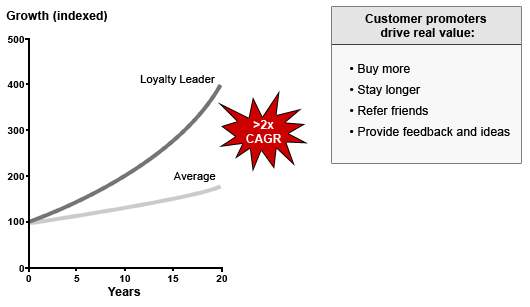 Growth (indexed)
500
400
300
200
100
0
0 5 10 15 20
Years
Loyalty Leader
Average
>2x
CAGR
Customer promoters
drive real value:
• Buy more
• Stay longer
• Refer friends
• Provide feedback and ideas